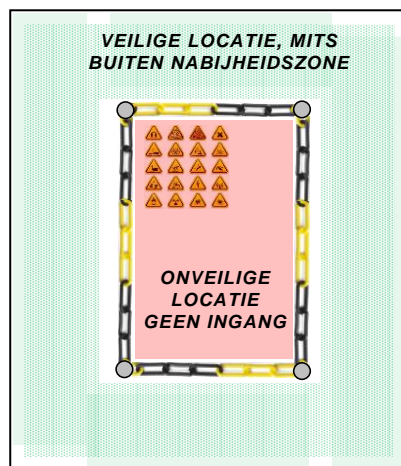 VEILIGE LOCATIE, MITS
BUITEN NABIJHEIDSZONE
ONVEILIGE
LOCATIE
GEEN INGANG